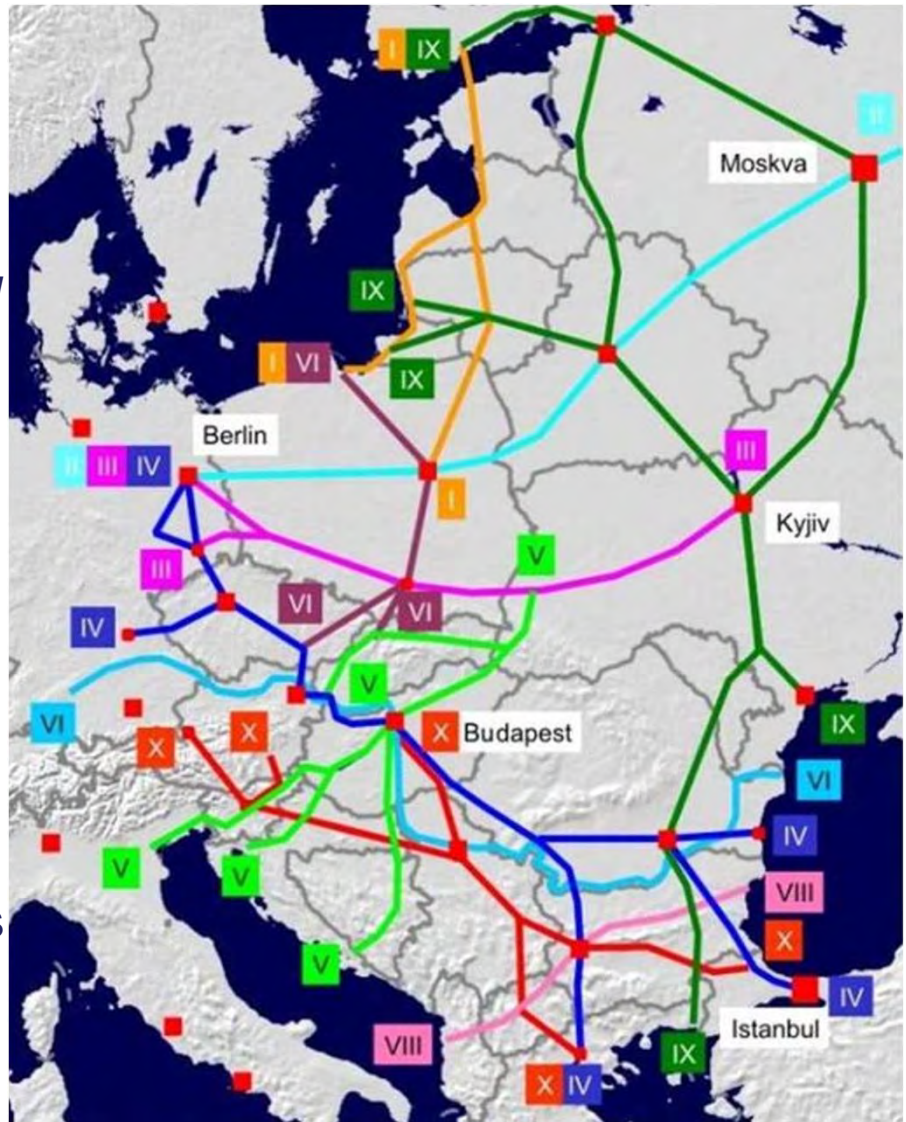 I IX
II
Moskva
IX
I VI
IX
Berlin
II III IV
III
I
Kyjiv
V
III
VI
VI
IV
V
VI
X
X
X Budapest
IX
VI
IV
V
V
VIII
X
V
IV
Istanbul
VIII
IX
X IV